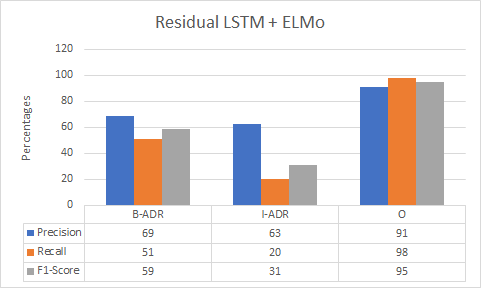 Residual LSTM + ELMo
120
100
80
60
40
20
0
Percentages
B-ADR I-ADR O
Precision 69 63 91
Recall 51 20 98
F1-Score 59 31 95